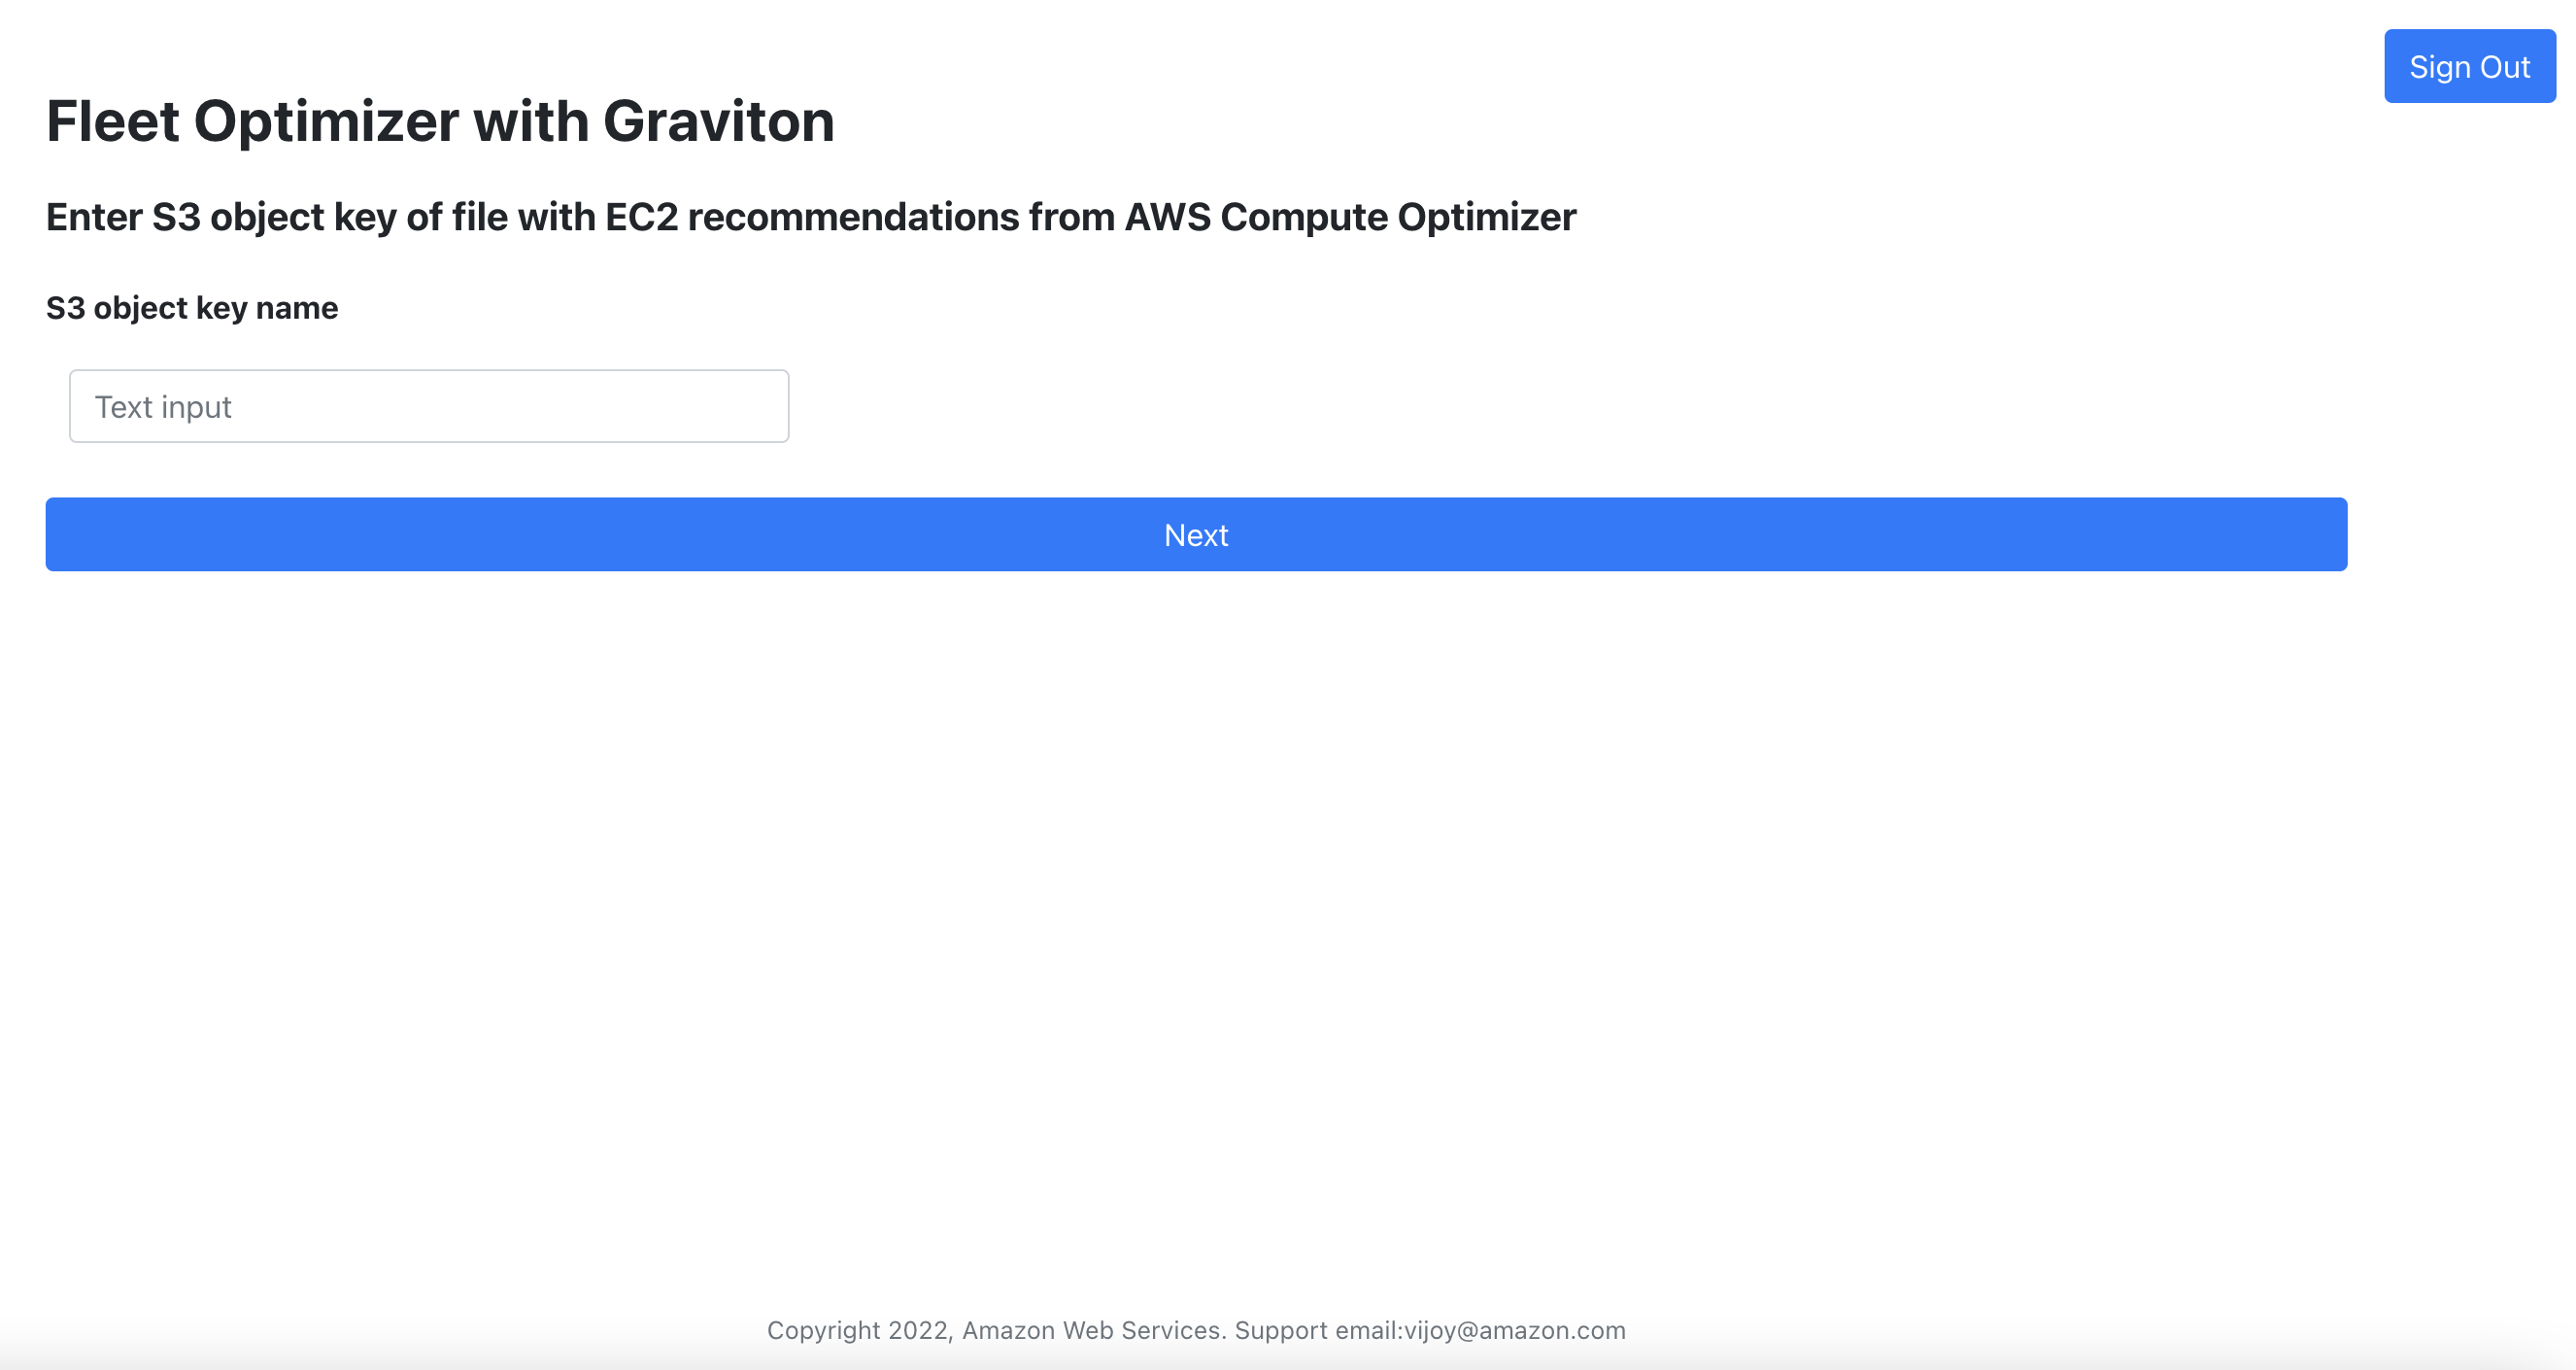 Sign Out
Fleet Optimizer with Graviton
Enter S3 object key of file with EC2 recommendations from AWS Compute Optimizer
S3 object key name
Text input
Next
Copyright 2022, Amazon Web Services. Support email:vijoy@amazon.com